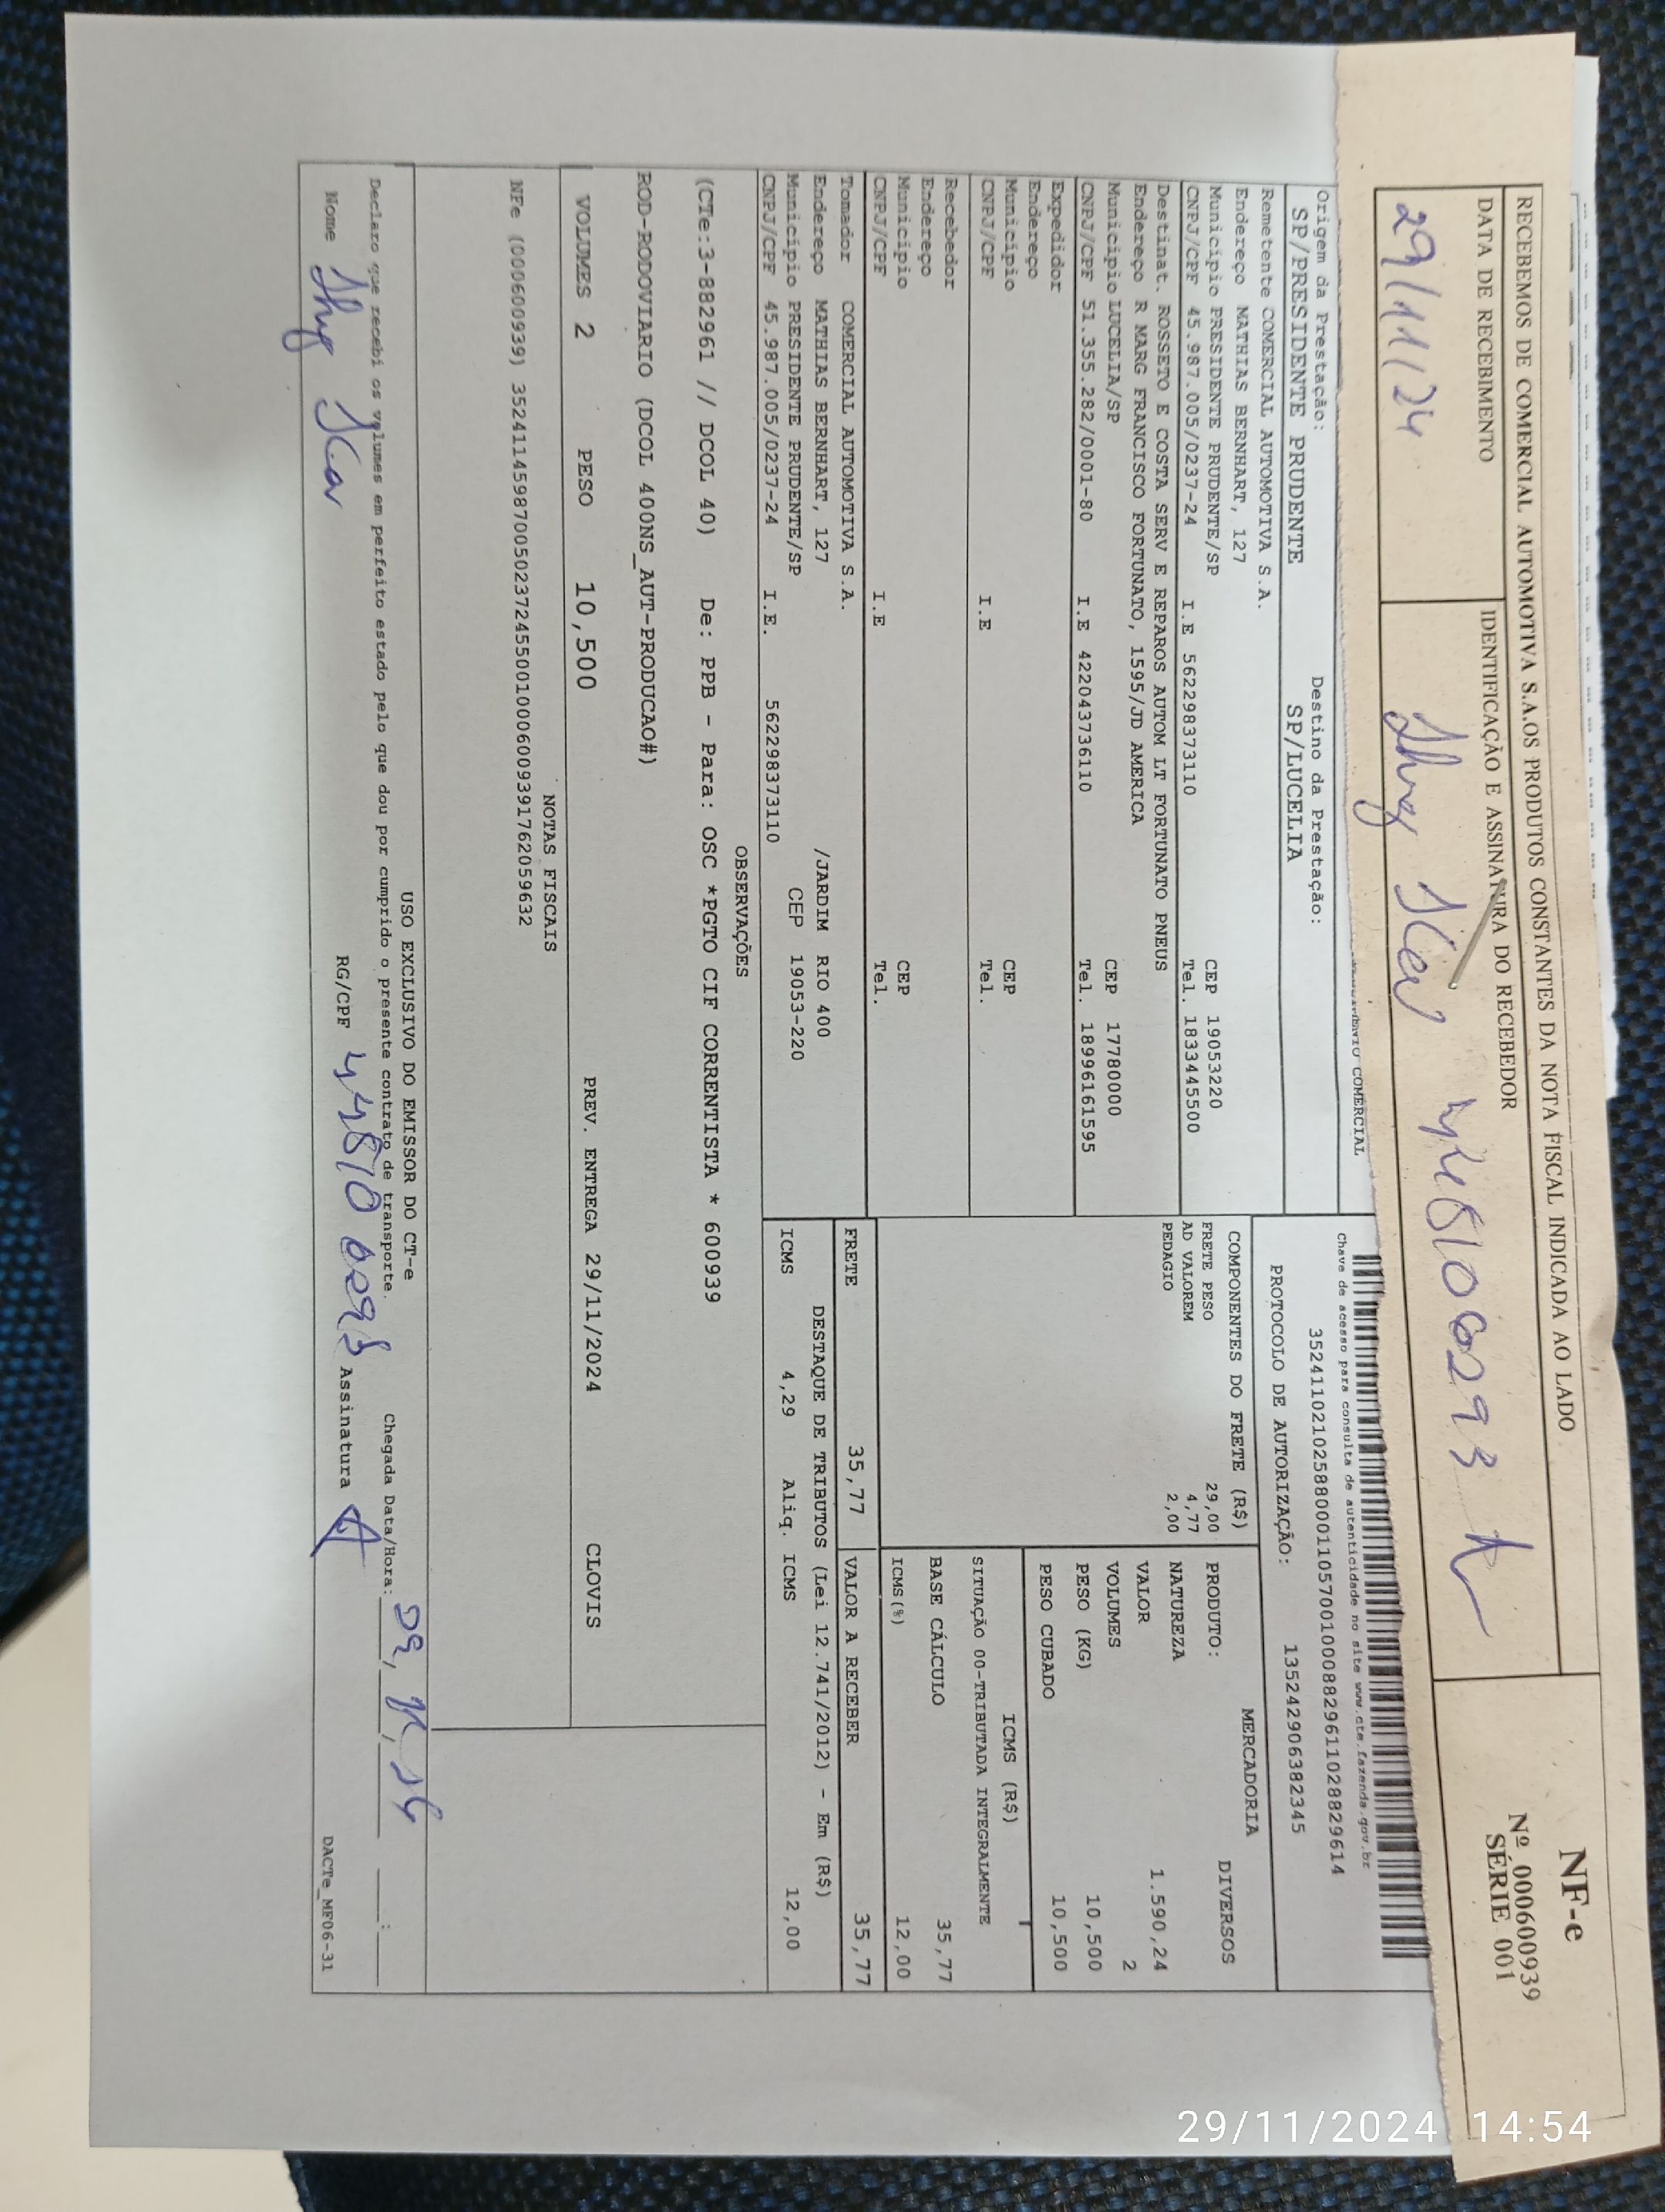 RECEBEMOS DE COMERCIAL AUTOMOTIVA S.A.OS PRODUTOS CONSTANTES DA NOTA FISCAL INDICADA AO LADO
DATA DE RECEBIMENTO
IDENTIFICAÇÃO E ASSINATURA DO RECEBEDOR
29/11/24
NF-e
Nº 000600939
SÉRIE 001
COMERCIAL
Chave de acesso para consulta de autenticidade no site www.cte.fazenda.gov.br
35241102102588000110570010008829611028829614
PROTOCOLO DE AUTORIZAÇÃO: 135242906382345
Origem da Prestação: Destino da Prestação:
SP/PRESIDENTE PRUDENTE SP/LUCELIA
Remetente COMERCIAL AUTOMOTIVA S.A.
Endereço MATHIAS BERNHART, 127
Município PRESIDENTE PRUDENTE/SP CEP 19053220
CNPJ/CPF 45.987.005/0237-24 I.E 562298373110 Tel. 1833445500
Destinat. ROSSETO E COSTA SERV E REPAROS AUTOM LT FORTUNATO PNEUS
Endereço R MARG FRANCISCO FORTUNATO, 1595/JD AMERICA
Municipio LUCELIA/SP CEP 17780000
CNPJ/CPF 51.355.282/0001-80 I.E 422043736110 Tel. 18996161595
Expedidor
Endereço
Município CEP
CNPJ/CPF I.E Tel.
Recebedor
Endereço
Município CEP
CNPJ/CPF I.E Tel.
Tomador COMERCIAL AUTOMOTIVA S.A.
Endereço MATHIAS BERNHART, 127 /JARDIM RIO 400
Município PRESIDENTE PRUDENTE/SP CEP 19053-220
CNPJ/CPF 45.987.005/0237-24 I.E. 562298373110
COMPONENTES DO FRETE (R$)
FRETE PESO 29,00
AD VALOREM 4,77
PEDAGIO 2,00
MERCADORIA
PRODUTO: DIVERSOS
NATUREZA
VALOR 1.590,24
VOLUMES 2
PESO (KG) 10,500
PESO CUBADO 10,500
ICMS (R$)
SITUAÇÃO 00-TRIBUTADA INTEGRALMENTE
BASE CÁLCULO 35,77
ICMS(%) 12,00
FRETE 35,77 VALOR A RECEBER 35,77
DESTAQUE DE TRIBUTOS (Lei 12.741/2012) - Em (R$)
ICMS 4,29 Aliq. ICMS 12,00
OBSERVAÇÕES
(CTe:3-882961 // DCOL 40) De: PPB - Para: OSC *PGTO CIF CORRENTISTA * 600939
ROD-RODOVIARIO (DCOL 400NS_AUT-PRODUCAO#)
VOLUMES 2 PESO 10,500 PREV. ENTREGA 29/11/2024 CLOVIS
NOTAS FISCAIS
NFe (000600939) 35241145987005023724550010006009391762059632
USO EXCLUSIVO DO EMISSOR DO CT-e
Declaro que recebi os volumes em perfeito estado pelo que dou por cumprido o presente contrato de transporte.
Chegada Data/Hora:
Nome RG/CPF Assinatura
DACTe_MF06-31
29/11/2024 14:54